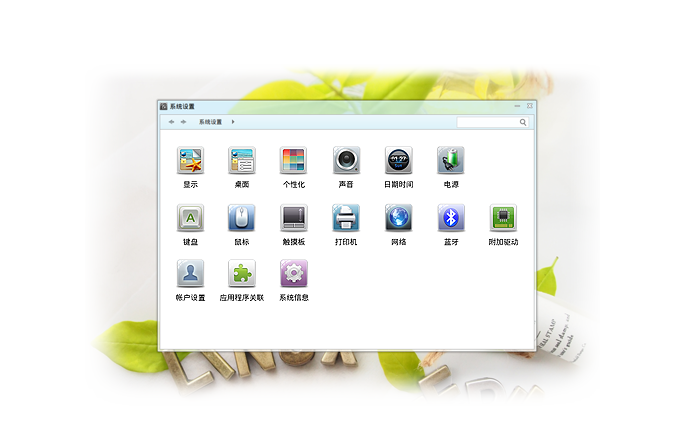 系统设置
系统设置
显示 桌面 个性化 声音 日期时间 电源
键盘 鼠标 触摸板 打印机 网络 蓝牙 附加驱动
帐户设置 应用程序关联 系统信息